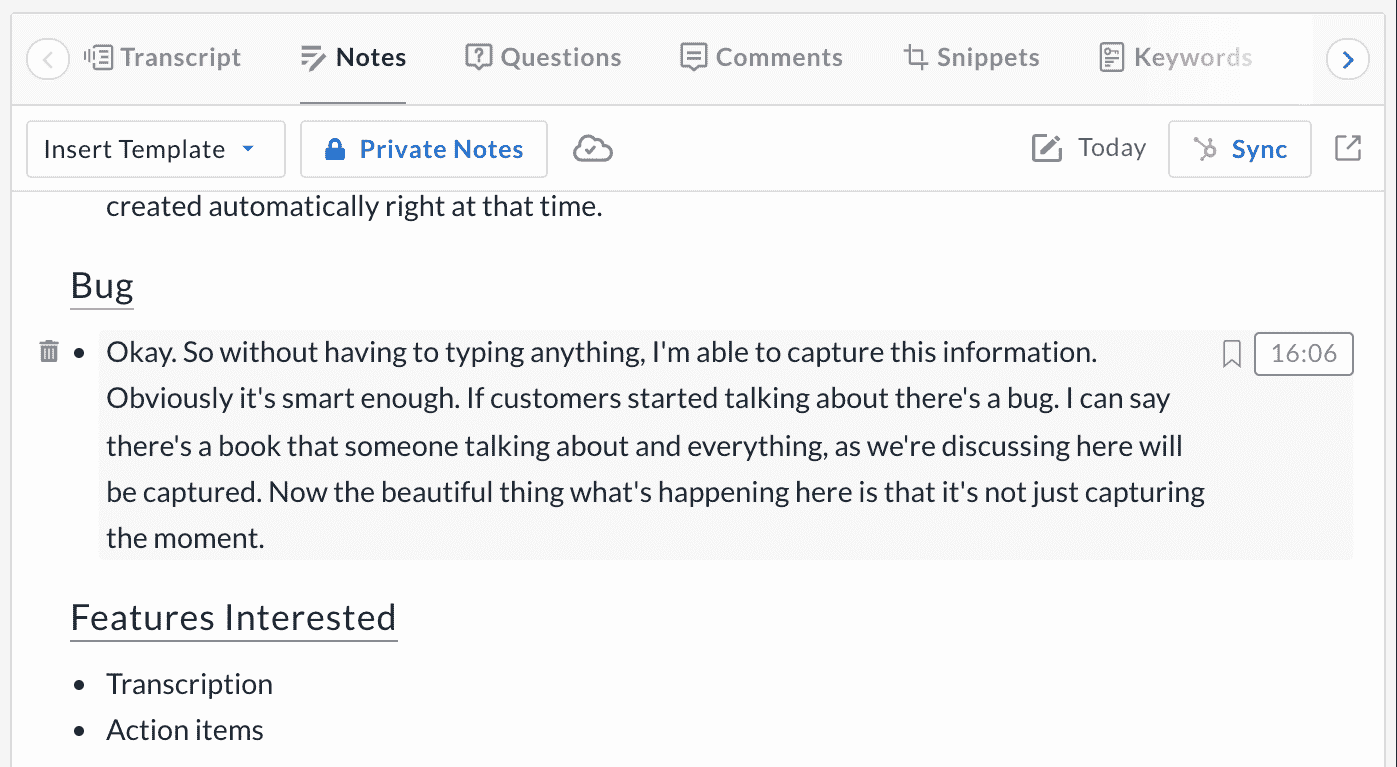 Transcript Notes Questions Comments Snippets Keywords
Insert Template Private Notes Today Sync
created automatically right at that time.
Bug
Okay. So without having to typing anything, I'm able to capture this information. 16:06
Obviously it's smart enough. If customers started talking about there's a bug. I can say
there's a book that someone talking about and everything, as we're discussing here will
be captured. Now the beautiful thing what's happening here is that it's not just capturing
the moment.
Features Interested
• Transcription
• Action items